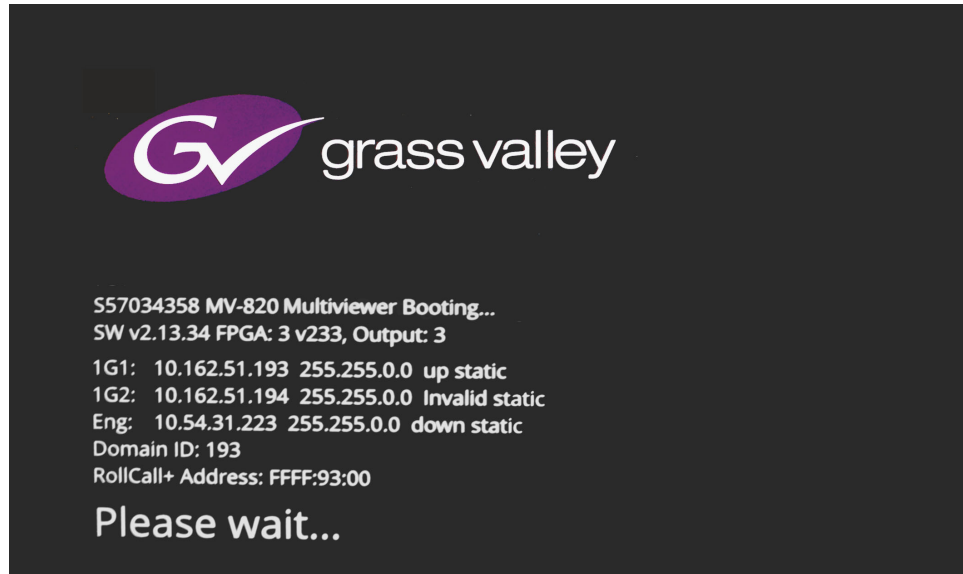 GV grass valley
S57034358 MV-820 Multiviewer Booting...
SW v2.13.34 FPGA: 3 v233, Output: 3
1G1: 10.162.51.193 255.255.0.0 up static
1G2: 10.162.51.194 255.255.0.0 Invalid static
Eng: 10.54.31.223 255.255.0.0 down static
Domain ID: 193
RollCall+ Address: FFFF:93:00
Please wait...